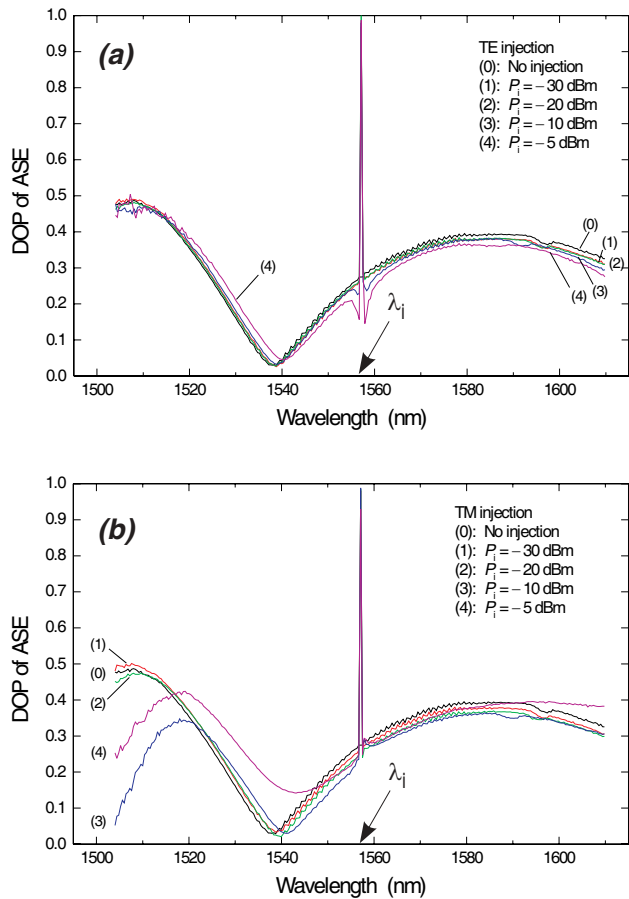 (a)
TE injection
(0): No injection
(1): Pi = − 30 dBm
(2): Pi = − 20 dBm
(3): Pi = − 10 dBm
(4): Pi = − 5 dBm
1.0
0.9
0.8
0.7
0.6
0.5
0.4
0.3
0.2
0.1
0.0
DOP of ASE
(4)
(0)
(1)
(2)
(3)
(4)
λi
1500 1520 1540 1560 1580 1600
Wavelength (nm)
(b)
TM injection
(0): No injection
(1): Pi = − 30 dBm
(2): Pi = − 20 dBm
(3): Pi = − 10 dBm
(4): Pi = − 5 dBm
1.0
0.9
0.8
0.7
0.6
0.5
0.4
0.3
0.2
0.1
0.0
DOP of ASE
(1)
(0)
(2)
(4)
(3)
λi
1500 1520 1540 1560 1580 1600
Wavelength (nm)